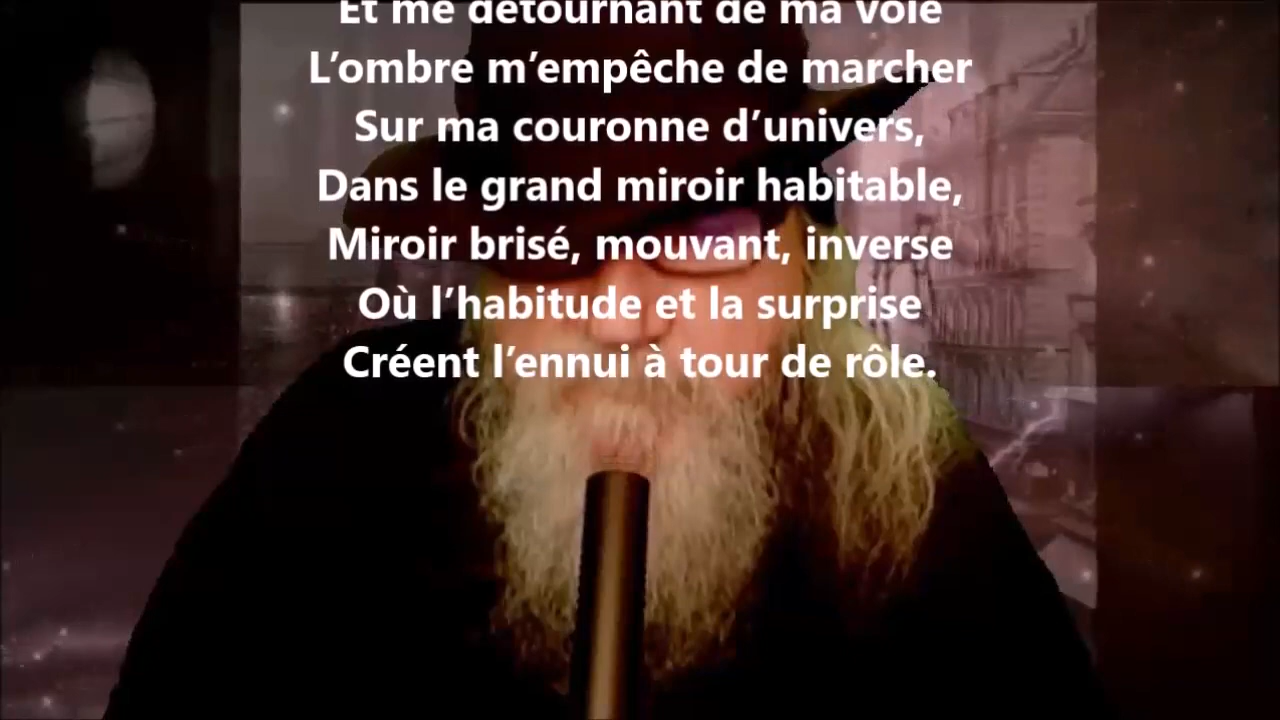 Et me détournant de ma voie
L’ombre m’empêche de marcher
Sur ma couronne d’univers,
Dans le grand miroir habitable,
Miroir brisé, mouvant, inverse
Où l’habitude et la surprise
Créent l’ennui à tour de rôle.